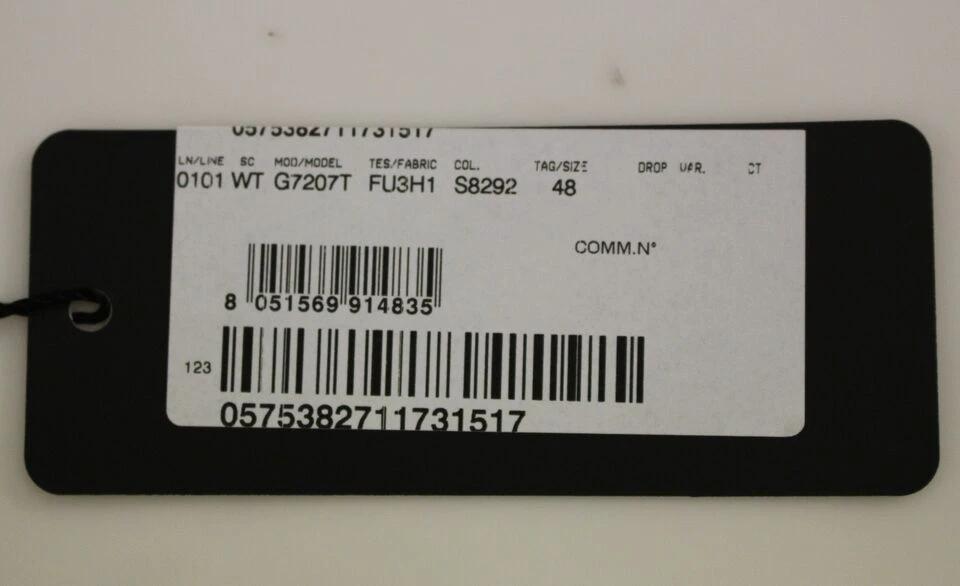 0575382711731517
LN/LINE SC MOD/MODEL TES/FABRIC COL. TAG/SIZE DROP VAR. CT
0101 WT G7207T FU3H1 S8292 48
COMM.N°
8 051569 914835
123
0575382711731517